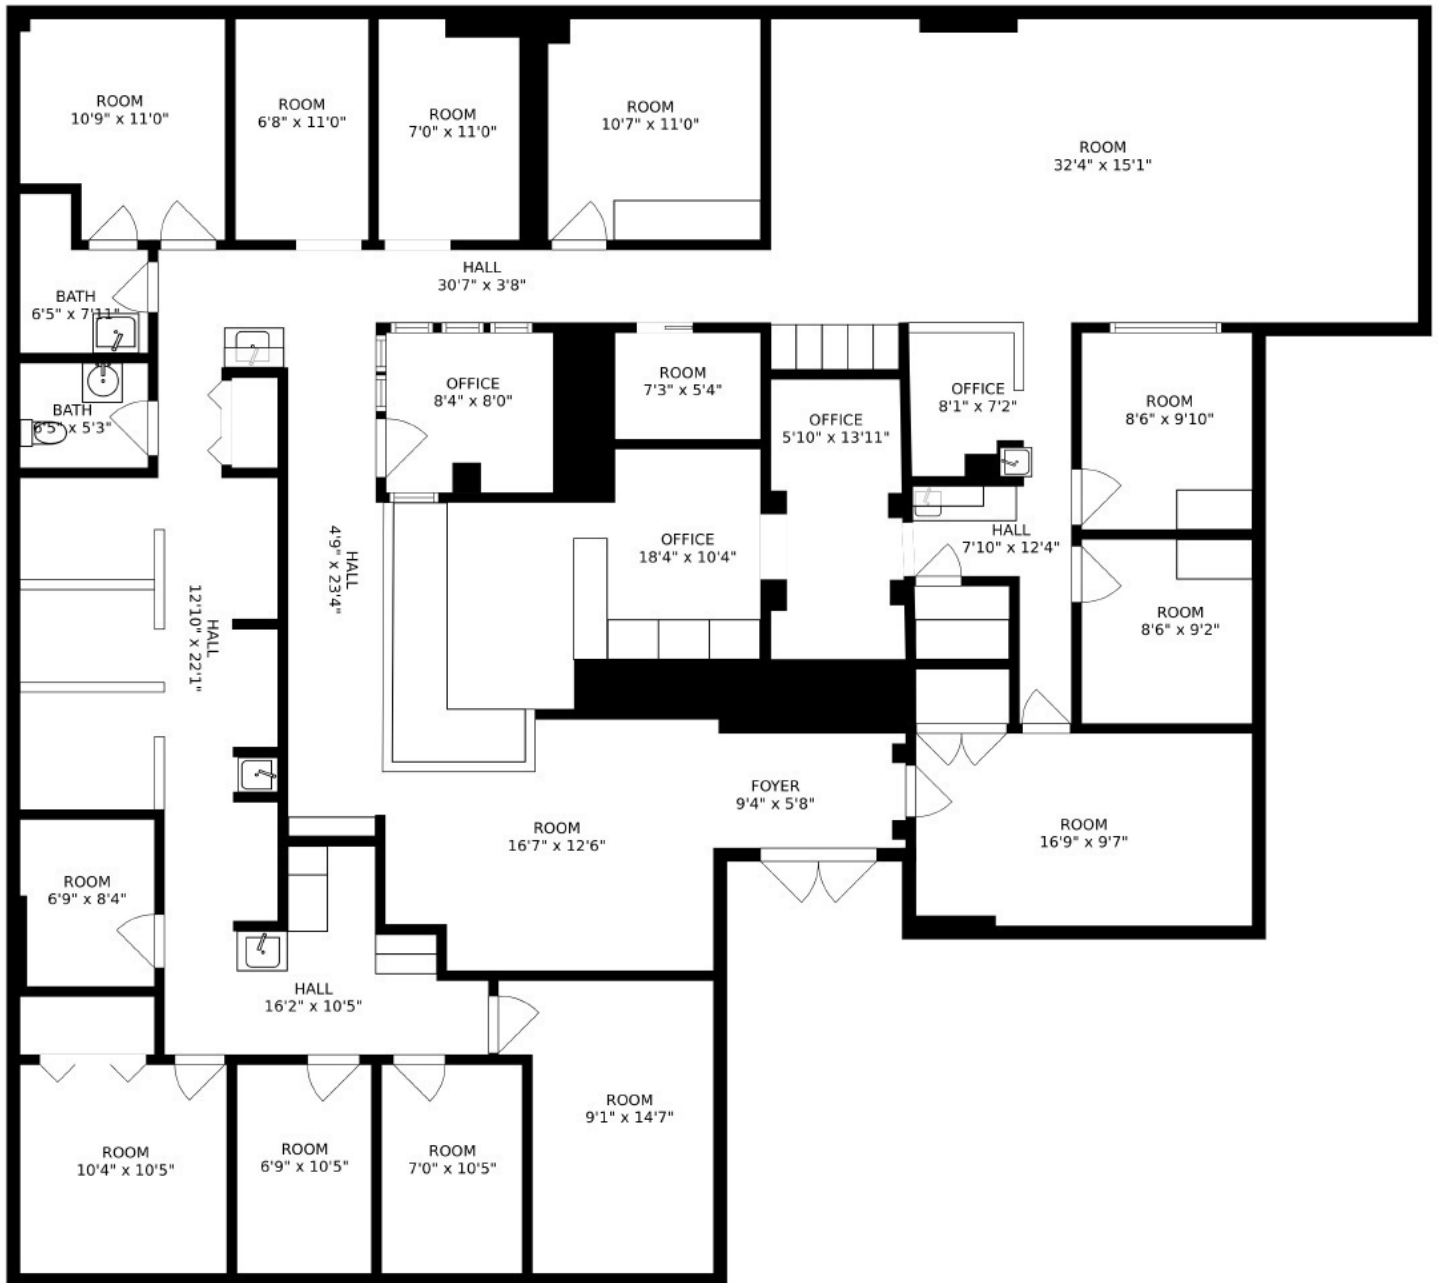 ROOM
10'9" x 11'0"
ROOM
6'8" x 11'0"
ROOM
7'0" x 11'0"
ROOM
10'7" x 11'0"
ROOM
32'4" x 15'1"
HALL
30'7" x 3'8"
BATH
6'5" x 7'11"
BATH
6'5" x 5'3"
OFFICE
8'4" x 8'0"
ROOM
7'3" x 5'4"
OFFICE
5'10" x 13'11"
OFFICE
8'1" x 7'2"
ROOM
8'6" x 9'10"
HALL
4'9" x 23'4"
OFFICE
18'4" x 10'4"
HALL
7'10" x 12'4"
HALL
12'10" x 22'1"
ROOM
8'6" x 9'2"
FOYER
9'4" x 5'8"
ROOM
16'7" x 12'6"
ROOM
16'9" x 9'7"
ROOM
6'9" x 8'4"
HALL
16'2" x 10'5"
ROOM
9'1" x 14'7"
ROOM
10'4" x 10'5"
ROOM
6'9" x 10'5"
ROOM
7'0" x 10'5"